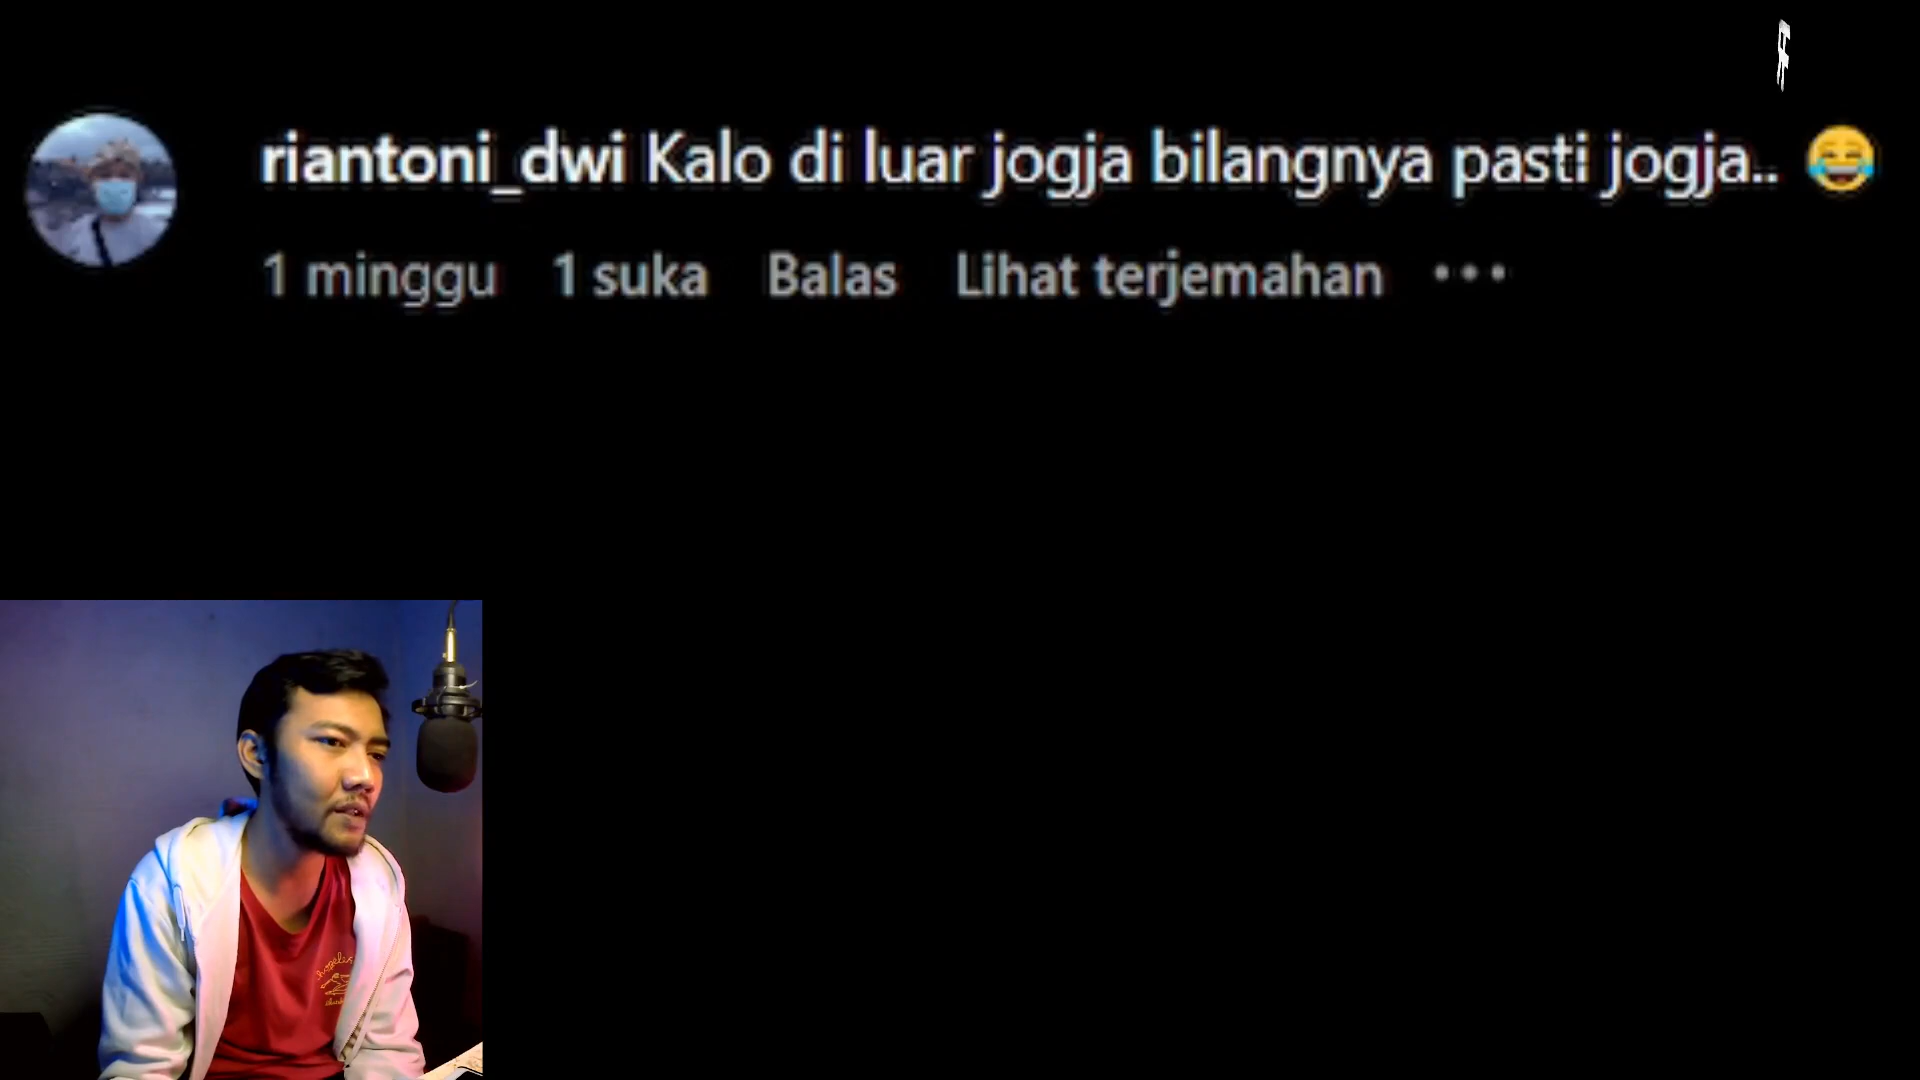 riantoni_dwi Kalo di luar jogja bilangnya pasti jogja.. 😂
1 minggu 1 suka Balas Lihat terjemahan •••